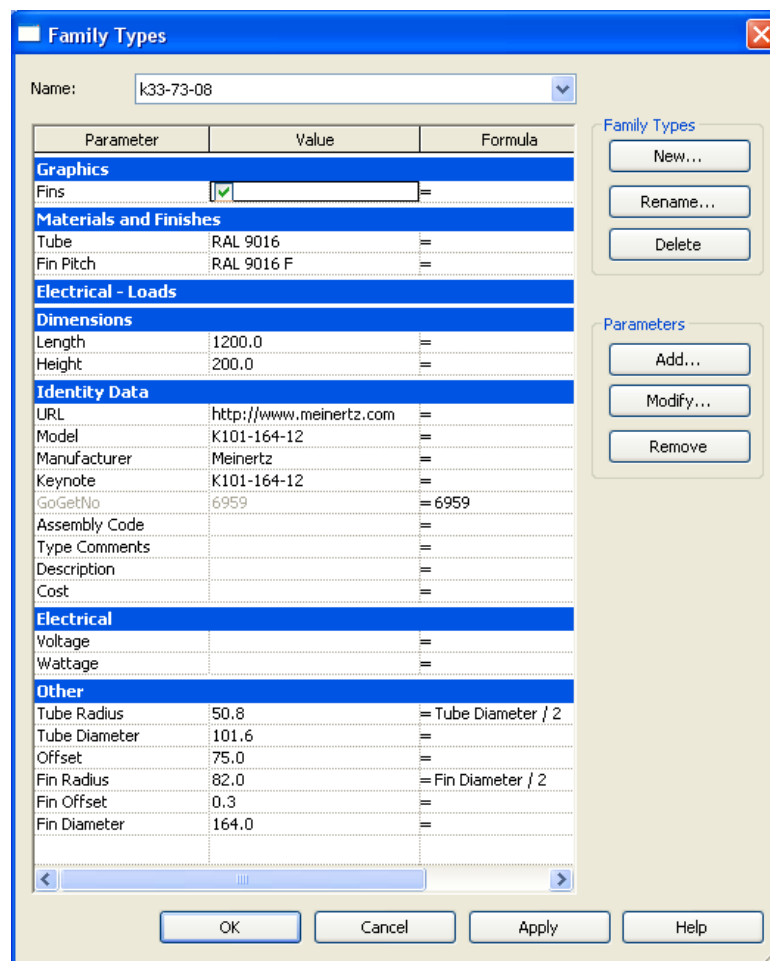 Family Types
Name: k33-73-08
Parameter Value Formula
Graphics
Fins =
Materials and Finishes
Tube RAL 9016 =
Fin Pitch RAL 9016 F =
Electrical - Loads
Dimensions
Length 1200.0 =
Height 200.0 =
Identity Data
URL http://www.meinertz.com =
Model K101-164-12 =
Manufacturer Meinertz =
Keynote K101-164-12 =
GoGetNo 6959 = 6959
Assembly Code =
Type Comments =
Description =
Cost =
Electrical
Voltage =
Wattage =
Other
Tube Radius 50.8 = Tube Diameter / 2
Tube Diameter 101.6 =
Offset 75.0 =
Fin Radius 82.0 = Fin Diameter / 2
Fin Offset 0.3 =
Fin Diameter 164.0 =
Family Types
New...
Rename...
Delete
Parameters
Add...
Modify...
Remove
OK Cancel Apply Help